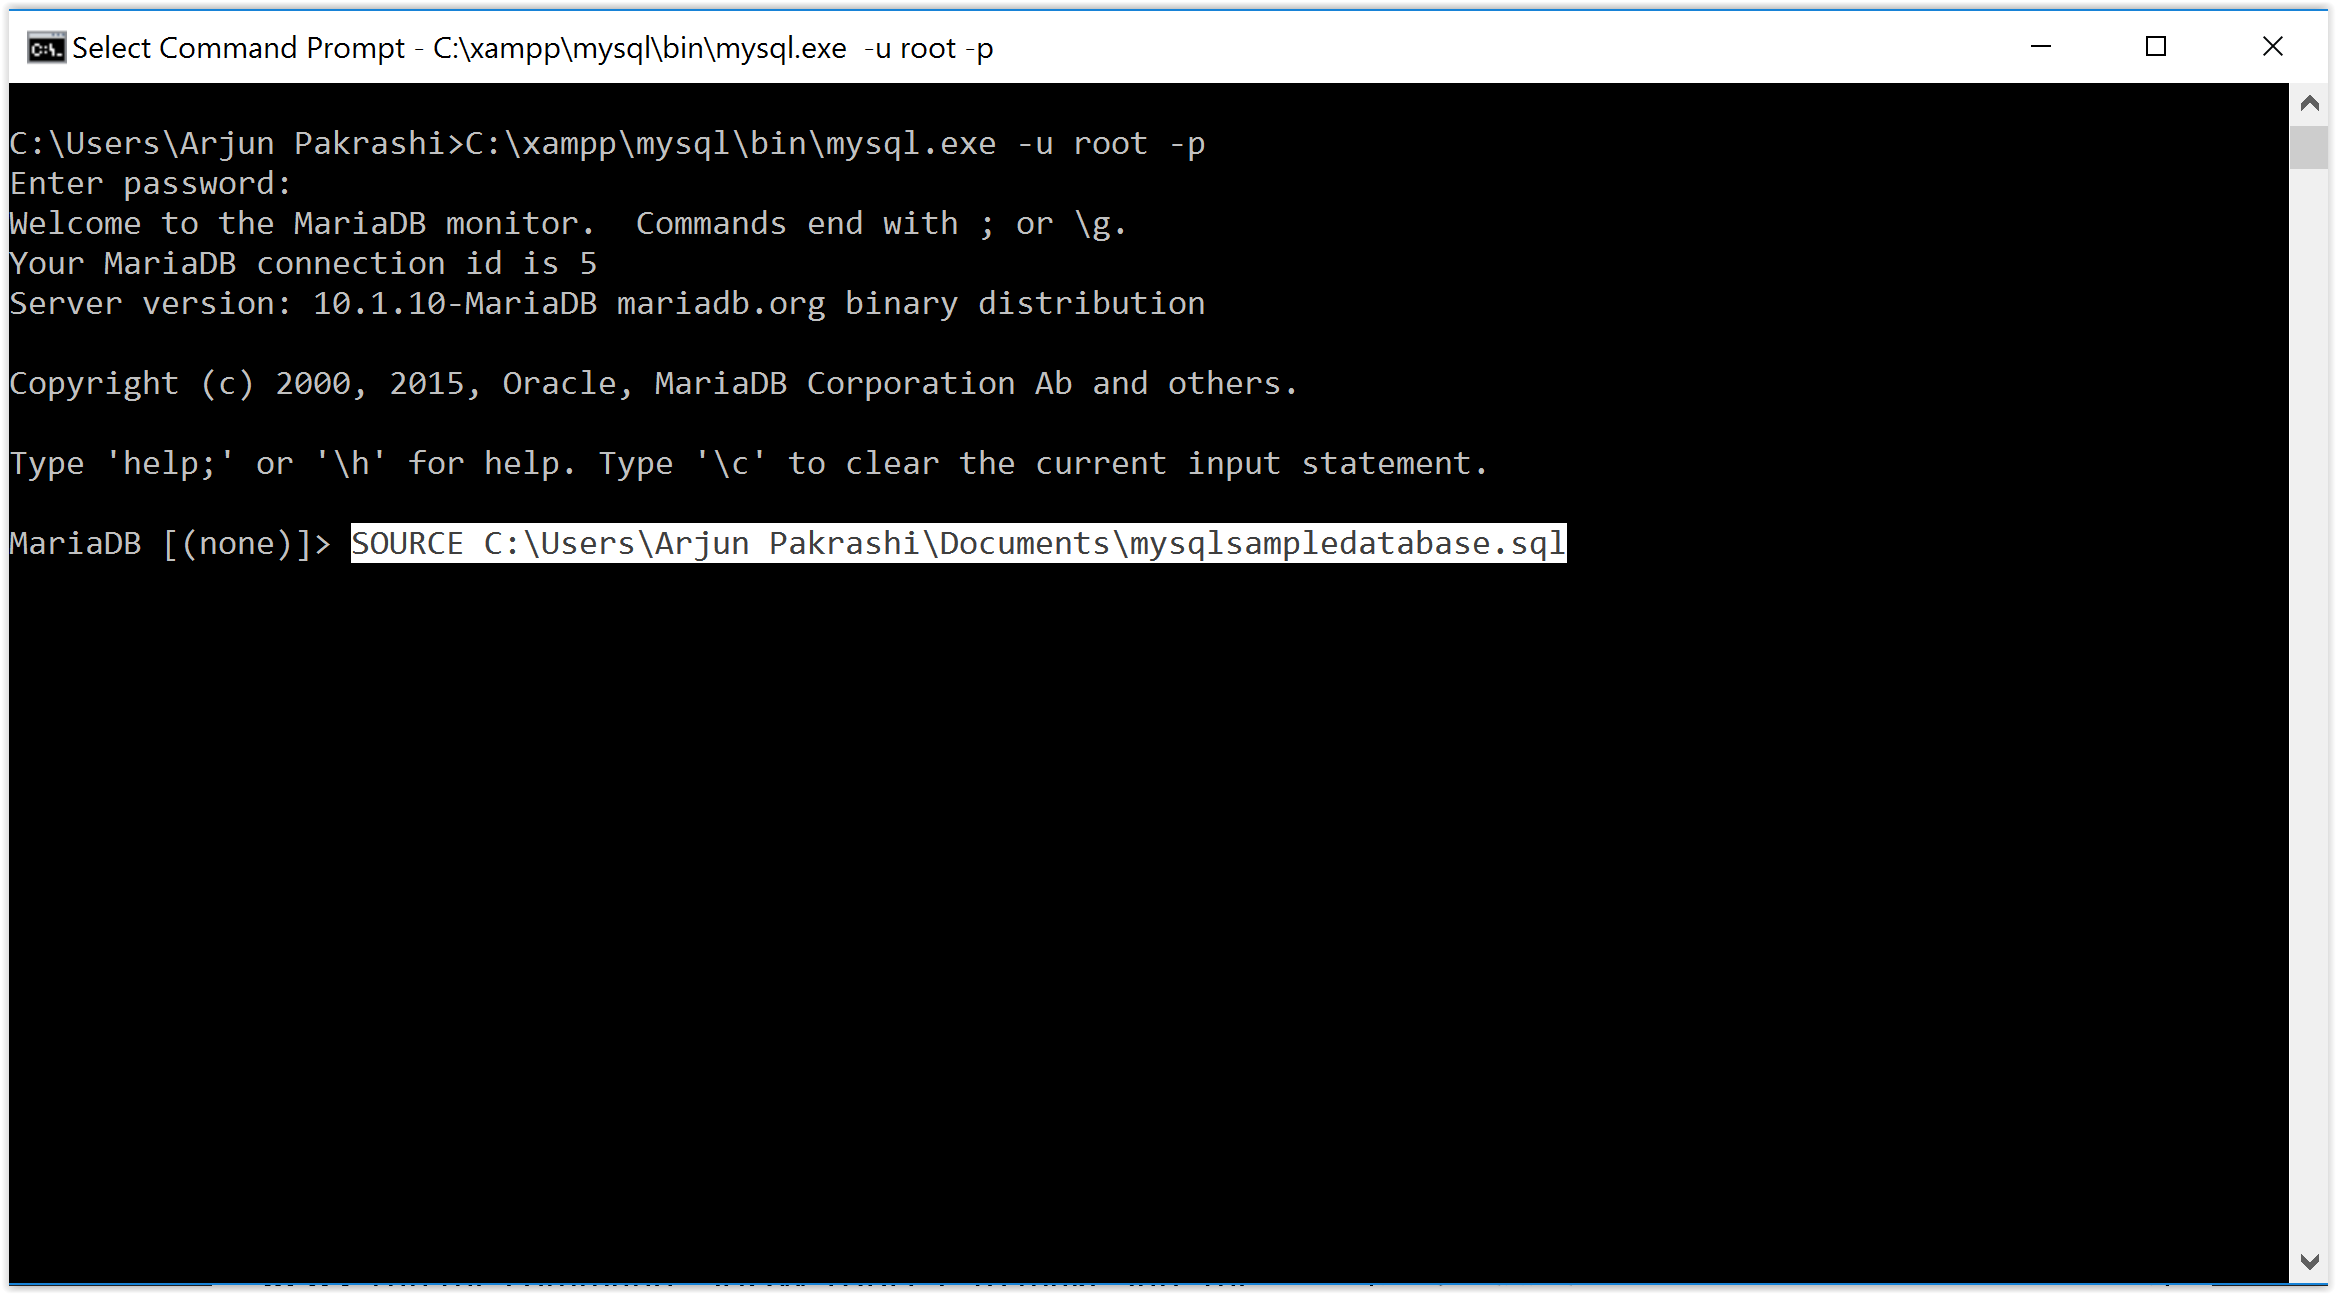 Select Command Prompt - C:\xampp\mysql\bin\mysql.exe  -u root -p
C:\Users\Arjun Pakrashi>C:\xampp\mysql\bin\mysql.exe -u root -p
Enter password:
Welcome to the MariaDB monitor.  Commands end with ; or \g.
Your MariaDB connection id is 5
Server version: 10.1.10-MariaDB mariadb.org binary distribution
Copyright (c) 2000, 2015, Oracle, MariaDB Corporation Ab and others.
Type 'help;' or '\h' for help. Type '\c' to clear the current input statement.
MariaDB [(none)]> SOURCE C:\Users\Arjun Pakrashi\Documents\mysqlsampledatabase.sql